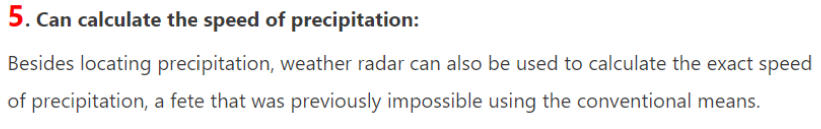 5. Can calculate the speed of precipitation:
Besides locating precipitation, weather radar can also be used to calculate the exact speed
of precipitation, a fete that was previously impossible using the conventional means.